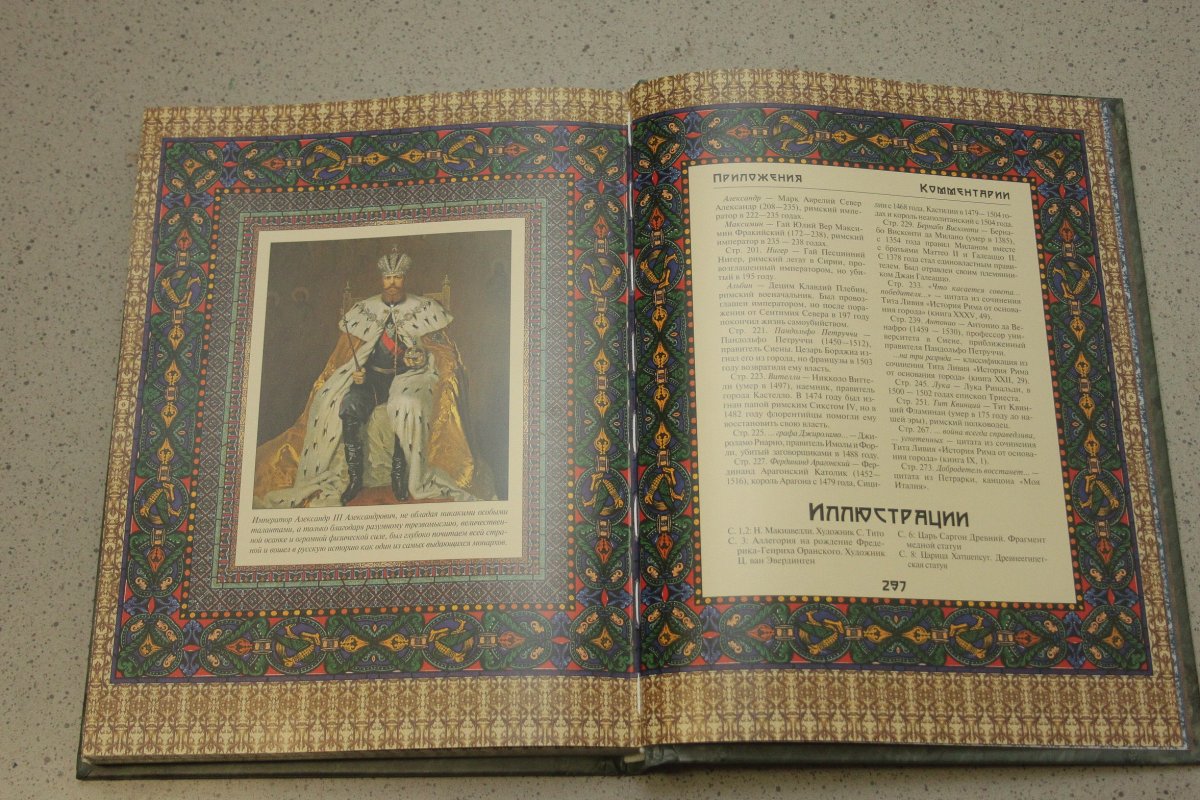 Император Александр III Александрович, не обладая никакими особыми
талантами, а только благодаря разумному трезвомыслию, величествен-
ной осанке и огромной физической силе, был глубоко почитаем всей стра-
ной и вошел в русскую историю как один из самых выдающихся монархов.
Приложения
Комментарии
Александр — Марк Аврелий Север
Александр (208—235), римский импе-
ратор в 222—235 годах.
Максимин — Гай Юлий Вер Макси-
мин Фракийский (172—238), римский
император в 235 — 238 годах.
Стр. 201. Нигер — Гай Песцинний
Нигер, римский легат в Сирии, про-
возглашенный императором, но уби-
тый в 195 году.
Альбин — Децим Клавдий Плебин,
римский военачальник. Был провоз-
глашен императором, но после пора-
жения от Септимия Севера в 197 году
покончил жизнь самоубийством.
Стр. 221. Пандольфо Петруччи —
Пандольфо Петруччи (1450—1512),
правитель Сиены. Цезарь Борджиа из-
гнал его из города, но французы в 1503
году возвратили ему власть.
Стр. 223. Вителли — Никколо Витте-
ли (умер в 1497), наемник, правитель
города Кастелло. В 1474 году был из-
гнан папой римским Сикстом IV, но в
1482 году флорентийцы помогли ему
восстановить свою власть.
Стр. 225. ... графа Джироламо... — Джи-
роламо Риарио, правитель Имолы и Фор-
ли, убитый заговорщиками в 1488 году.
Стр. 227. Фердинанд Арагонский — Фер-
динанд Арагонский Католик (1452—
1516), король Арагона с 1479 года, Сици-
лии с 1468 года, Кастилии в 1479— 1504 го-
дах и король неаполитанский с 1504 года.
Стр. 229. Бернабо Висконти — Берна-
бо Висконти да Милано (умер в 1385),
с 1354 года правил Миланом вместе
с братьями Маттео II и Галеаццо II.
С 1378 года стал единовластным прави-
телем. Был отравлен своим племянни-
ком Джан Галеаццо.
Стр. 233. «Что касается совета...
победителя...» — цитата из сочинения
Тита Ливия «История Рима от основа-
ния города» (книга XXXV, 49).
Стр. 239. Антонио — Антонио да Ве-
нафро (1459 — 1530), профессор уни-
верситета в Сиене, приближенный
правителя Пандольфо Петруччи.
...на три разряда — классификация из
сочинения Тита Ливия «История Рима
от основания города» (книга XXII, 29).
Стр. 245. Лука — Лука Ринальди, в
1500 — 1502 годах епископ Триеста.
Стр. 251. Тит Квинций — Тит Квин-
ций Фламинаи (умер в 175 году до на-
шей эры), римский полководец.
Стр. 267. ... война всегда справедлива,
... угнетенных — цитата из сочинения
Тита Ливия «История Рима от основа-
ния города» (книга IX, 1).
Стр. 273. Добродетель восстанет... —
цитата из Петрарки, канцона «Моя
Италия».
Иллюстрации
С. 1,2: Н. Макиавелли. Художник С. Тито
С. 3: Аллегория на рождение Фреде-
рика-Генриха Оранского. Художник
Ц. ван Эвердинген
С. 6: Царь Саргон Древний. Фрагмент
медной статуи
С. 8: Царица Хатшепсут. Древнеегипет-
ская статуя
297